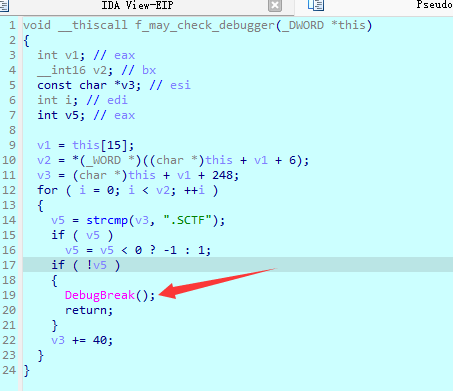 IDA View-EIP Pseudo
1 void __thiscall f_may_check_debugger(_DWORD *this)
2 {
3 int v1; // eax
4 __int16 v2; // bx
5 const char *v3; // esi
6 int i; // edi
7 int v5; // eax
8
9 v1 = this[15];
10 v2 = *(_WORD *)((char *)this + v1 + 6);
11 v3 = (char *)this + v1 + 248;
12 for ( i = 0; i < v2; ++i )
13 {
14 v5 = strcmp(v3, ".SCTF");
15 if ( v5 )
16 v5 = v5 < 0 ? -1 : 1;
17 if ( !v5 )
18 {
19 DebugBreak();
20 return;
21 }
22 v3 += 40;
23 }
24 }